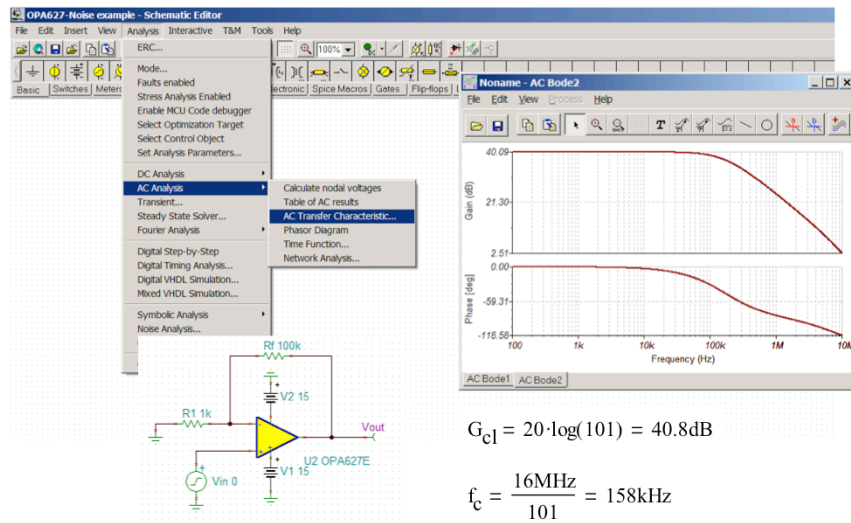 OPA627-Noise example - Schematic Editor
File Edit Insert View Analysis Interactive T&M Tools Help
100%
Basic Switches Meters
ectronic Spice Macros Gates Flip-flops
ERC...
Mode...
Faults enabled
Stress Analysis Enabled
Enable MCU Code debugger
Select Optimization Target
Select Control Object
Set Analysis Parameters...
DC Analysis
AC Analysis
Transient...
Steady State Solver...
Fourier Analysis
Digital Step-by-Step
Digital Timing Analysis...
Digital VHDL Simulation...
Mixed VHDL Simulation...
Symbolic Analysis
Noise Analysis...
Calculate nodal voltages
Table of AC results
AC Transfer Characteristic...
Phasor Diagram
Time Function...
Network Analysis...
Noname - AC Bode2
File Edit View Process Help
T
40.09
21.30
2.51
Gain (dB)
0.00
-59.31
-118.58
Phase [deg]
100 1k 10k 100k 1M 10M
Frequency (Hz)
AC Bode1 AC Bode2
Rf 100k
V2 15
R1 1k
Vout
U2 OPA627E
V1 15
Vin 0
Gcl = 20·log(101) = 40.8dB
fc = 16MHz/101 = 158kHz